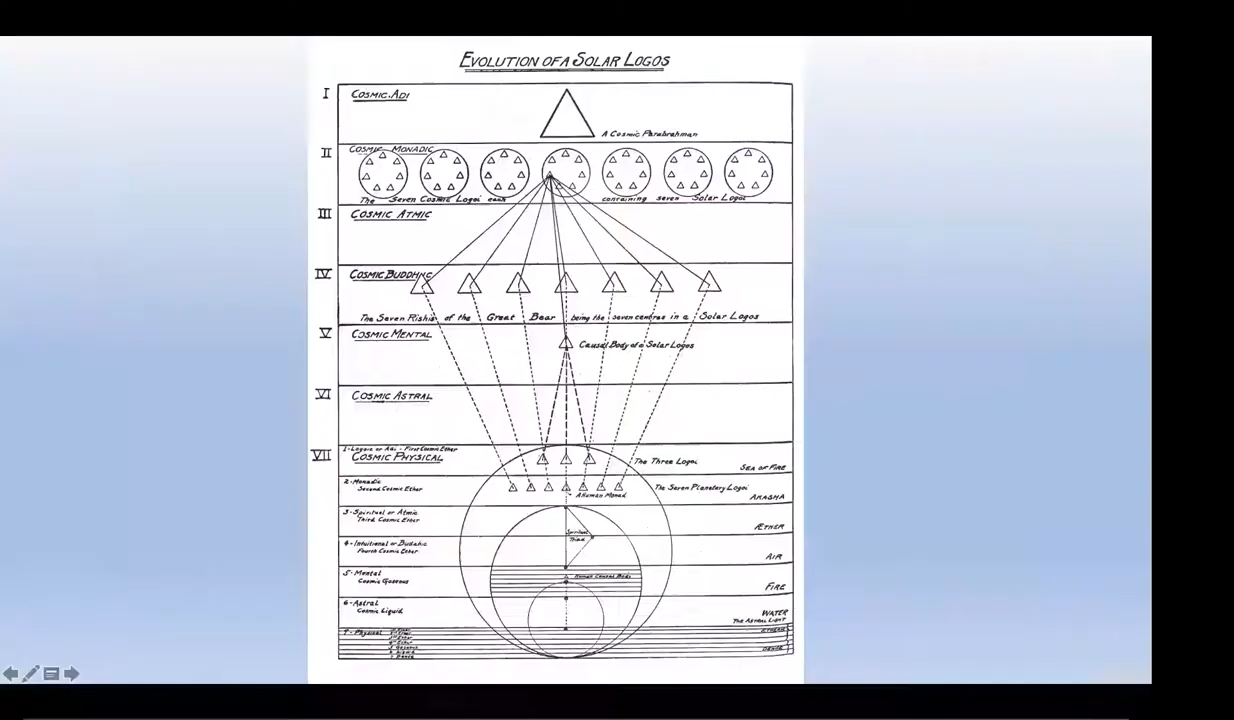 EVOLUTION OF A SOLAR LOGOS
I
COSMIC ADI
A Cosmic Parabrahman
II
COSMIC MONADIC
The Seven Cosmic Logoi each containing seven Solar Logoi
III
COSMIC ATMIC
IV
COSMIC BUDDHIC
The Seven Rishis of the Great Bear being the seven centres in a Solar Logos
V
COSMIC MENTAL
Causal Body of a Solar Logos
VI
COSMIC ASTRAL
1-Logoic or Adi - First Cosmic Ether
VII
COSMIC PHYSICAL
The Three Logoi
SEA OF FIRE
2-Monadic
Second Cosmic Ether
The Seven Planetary Logoi
A Human Monad
AKASHA
3-Spiritual or Atmic
Third Cosmic Ether
ÆTHER
Spiritual
Triad
4-Intuitional or Buddhic
Fourth Cosmic Ether
AIR
5-Mental
Cosmic Gaseous
Human Causal Body
FIRE
6-Astral
Cosmic Liquid
WATER
THE ASTRAL LIGHT
7-Physical
DENSE